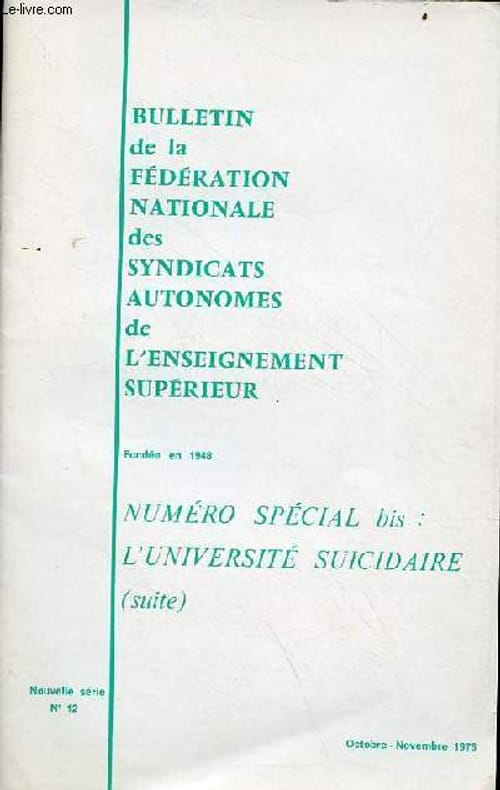 Le-livre.com
BULLETIN
de la
FÉDÉRATION
NATIONALE
des
SYNDICATS
AUTONOMES
de
L'ENSEIGNEMENT
SUPÉRIEUR
Fondée en 1948
NUMÉRO SPÉCIAL bis :
L'UNIVERSITÉ SUICIDAIRE
(suite)
Nouvelle série
N° 12
Octobre - Novembre